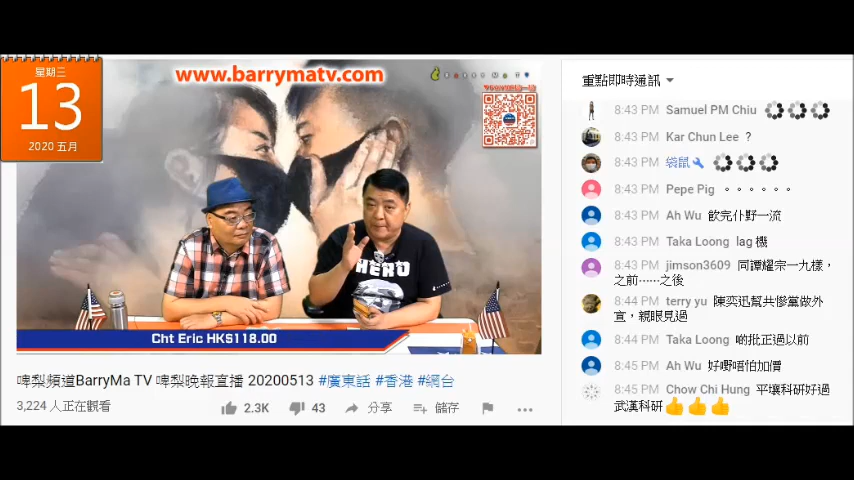 星期三
13
2020 五月
www.barrymatv.com
BARRYMATV
HERO
Cht Eric HK$118.00
啤梨頻道BarryMa TV 啤梨晚報直播 20200513 #廣東話 #香港 #網台
3,224 人正在觀看
2.3K
43
分享
儲存
重點即時通訊
8:43 PM Samuel PM Chiu
8:43 PM Kar Chun Lee ?
8:43 PM 袋鼠
8:43 PM Pepe Pig 。。。。。。
8:43 PM Ah Wu 飲完仆野一流
8:43 PM Taka Loong lag 機
8:43 PM jimson3609 同譚耀宗一九樣，
之前......之後
8:44 PM terry yu 陳奕迅幫共慘黨做外
宣，親眼見過
8:44 PM Taka Loong 啲批正過以前
8:45 PM Ah Wu 好嘢唔怕加價
8:45 PM Chow Chi Hung 平壤科研好過
武漢科研👍👍👍